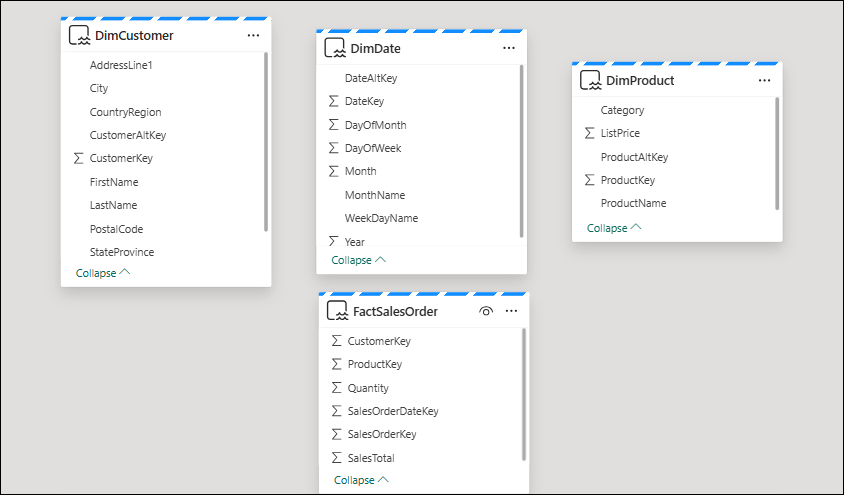 DimCustomer
AddressLine1
City
CountryRegion
CustomerAltKey
CustomerKey
FirstName
LastName
PostalCode
StateProvince
Collapse
DimDate
DateAltKey
DateKey
DayOfMonth
DayOfWeek
Month
MonthName
WeekDayName
Year
Collapse
DimProduct
Category
ListPrice
ProductAltKey
ProductKey
ProductName
Collapse
FactSalesOrder
CustomerKey
ProductKey
Quantity
SalesOrderDateKey
SalesOrderKey
SalesTotal
Collapse